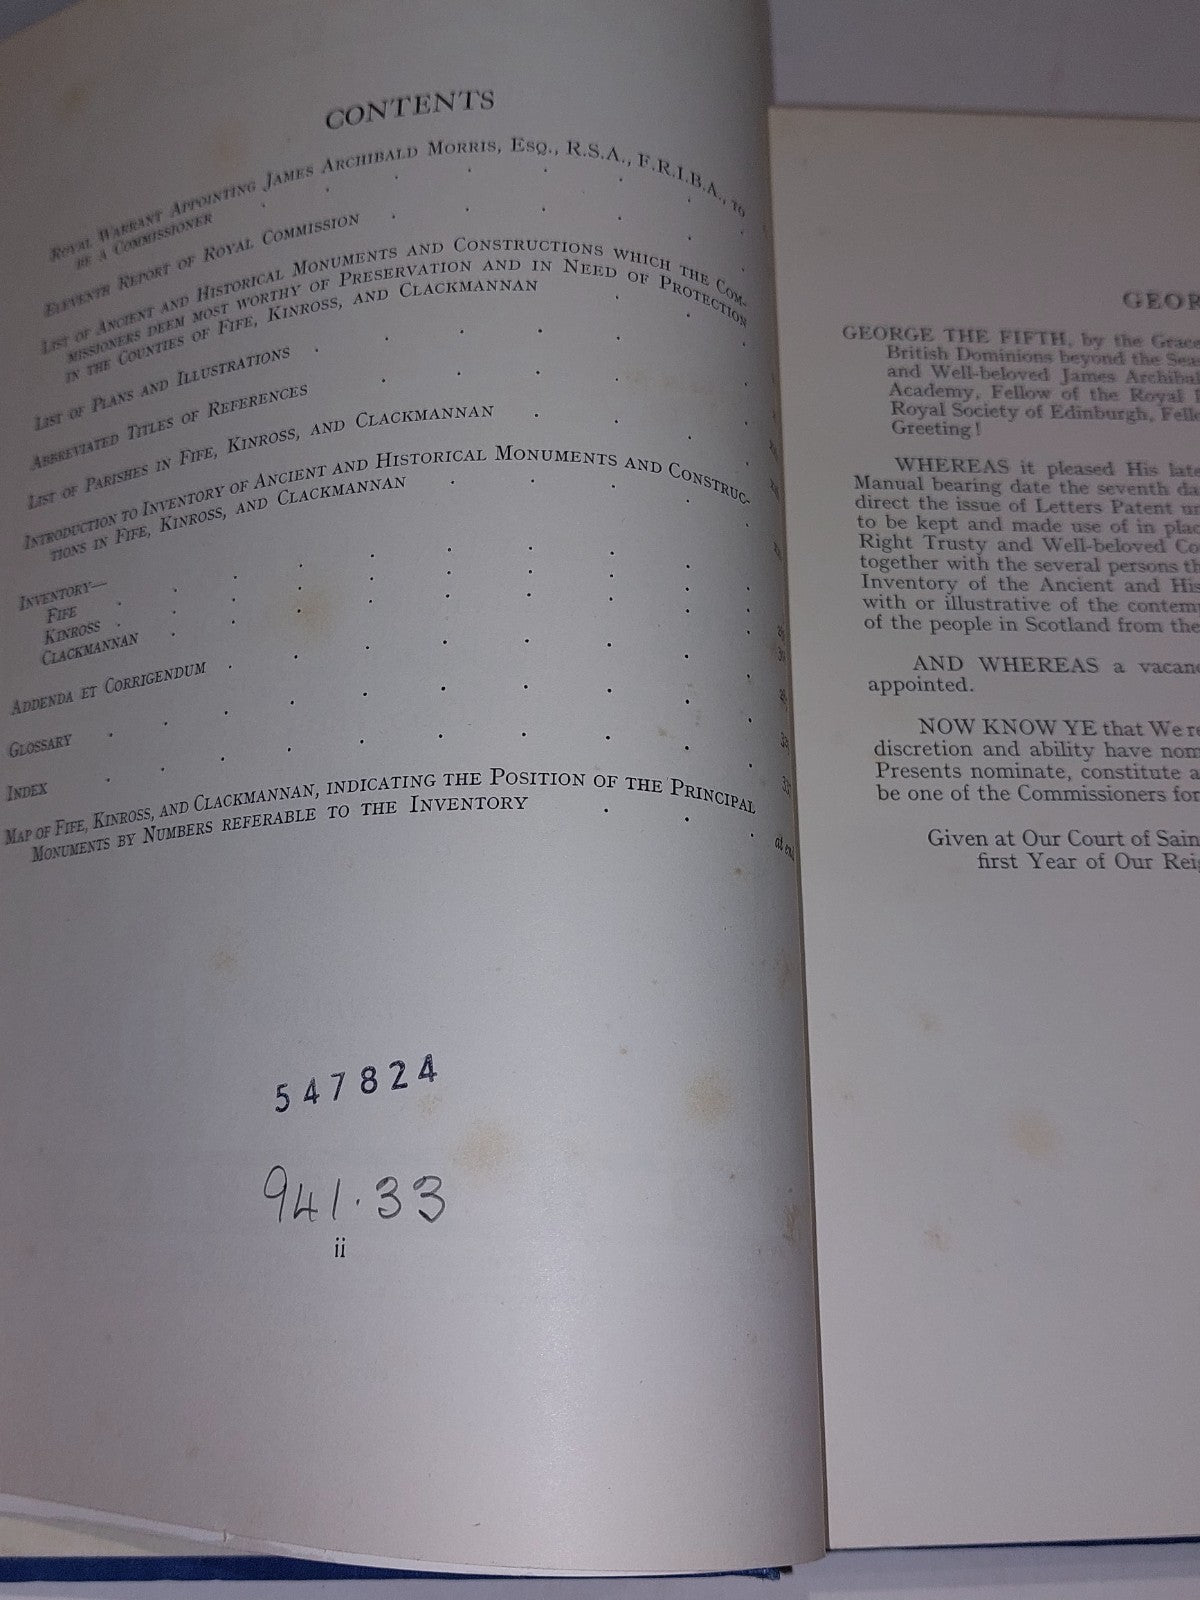 CONTENTS
ROYAL WARRANT APPOINTING JAMES ARCHIBALD MORRIS, ESQ., R.S.A., F.R.I.B.A., TO
BE A COMMISSIONER
ELEVENTH REPORT OF ROYAL COMMISSION
LIST OF ANCIENT AND HISTORICAL MONUMENTS AND CONSTRUCTIONS WHICH THE COM-
MISSIONERS DEEM MOST WORTHY OF PRESERVATION AND IN NEED OF PROTECTION
IN THE COUNTIES OF FIFE, KINROSS, AND CLACKMANNAN
LIST OF PLANS AND ILLUSTRATIONS
ABBREVIATED TITLES OF REFERENCES
LIST OF PARISHES IN FIFE, KINROSS, AND CLACKMANNAN
INTRODUCTION TO INVENTORY OF ANCIENT AND HISTORICAL MONUMENTS AND CONSTRUC-
TIONS IN FIFE, KINROSS, AND CLACKMANNAN
INVENTORY—
FIFE
KINROSS
CLACKMANNAN
ADDENDA ET CORRIGENDUM
GLOSSARY
INDEX
MAP OF FIFE, KINROSS, AND CLACKMANNAN, INDICATING THE POSITION OF THE PRINCIPAL
MONUMENTS BY NUMBERS REFERABLE TO THE INVENTORY at end
547824
941.33
ii
GEOR
GEORGE THE FIFTH, by the Grace
British Dominions beyond the Sea
and Well-beloved James Archibal
Academy, Fellow of the Royal
Royal Society of Edinburgh, Fell
Greeting!
WHEREAS it pleased His late
Manual bearing date the seventh da
direct the issue of Letters Patent un
to be kept and made use of in plac
Right Trusty and Well-beloved Co
together with the several persons th
Inventory of the Ancient and His
with or illustrative of the contem
of the people in Scotland from the
AND WHEREAS a vacan
appointed.
NOW KNOW YE that We re
discretion and ability have nom
Presents nominate, constitute a
be one of the Commissioners for
Given at Our Court of Sain
first Year of Our Rei